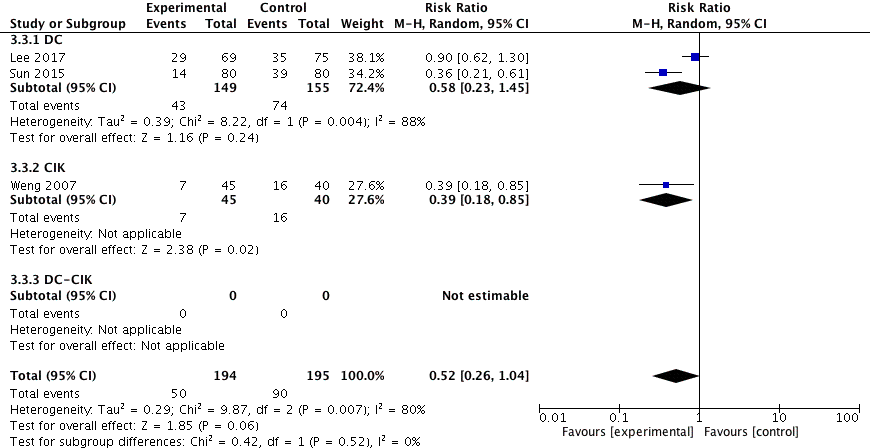 Experimental Control Risk Ratio Risk Ratio
Study or Subgroup Events Total Events Total Weight M-H, Random, 95% CI M-H, Random, 95% CI
3.3.1 DC
Lee 2017 29 69 35 75 38.1% 0.90 [0.62, 1.30]
Sun 2015 14 80 39 80 34.2% 0.36 [0.21, 0.61]
Subtotal (95% CI) 149 155 72.4% 0.58 [0.23, 1.45]
Total events 43 74
Heterogeneity: Tau² = 0.39; Chi² = 8.22, df = 1 (P = 0.004); I² = 88%
Test for overall effect: Z = 1.16 (P = 0.24)
3.3.2 CIK
Weng 2007 7 45 16 40 27.6% 0.39 [0.18, 0.85]
Subtotal (95% CI) 45 40 27.6% 0.39 [0.18, 0.85]
Total events 7 16
Heterogeneity: Not applicable
Test for overall effect: Z = 2.38 (P = 0.02)
3.3.3 DC-CIK
Subtotal (95% CI) 0 0 Not estimable
Total events 0 0
Heterogeneity: Not applicable
Test for overall effect: Not applicable
Total (95% CI) 194 195 100.0% 0.52 [0.26, 1.04]
Total events 50 90
Heterogeneity: Tau² = 0.29; Chi² = 9.87, df = 2 (P = 0.007); I² = 80%
Test for overall effect: Z = 1.85 (P = 0.06)
Test for subgroup differences: Chi² = 0.42, df = 1 (P = 0.52), I² = 0%
0.01 0.1 1 10 100
Favours [experimental] Favours [control]